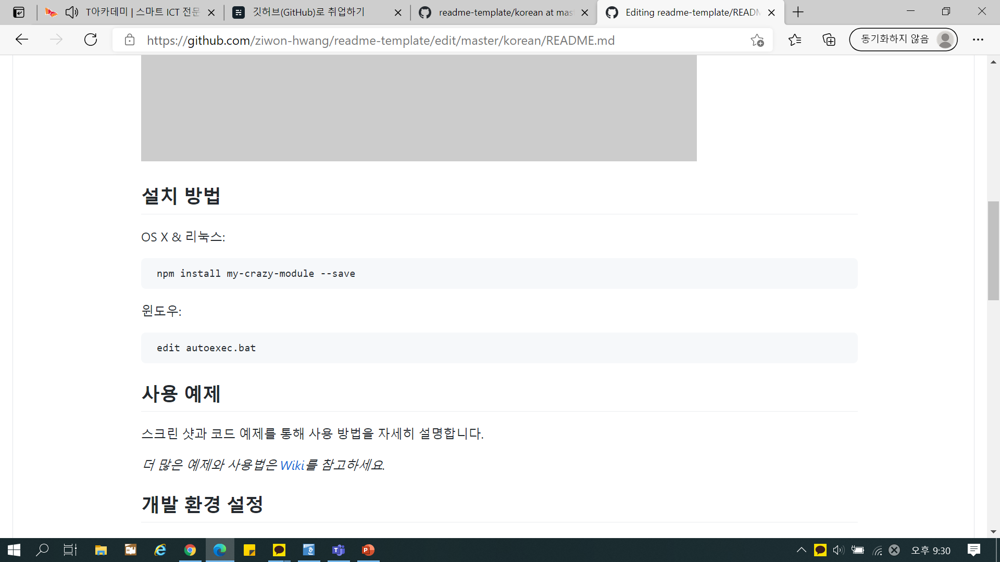 T아카데미 | 스마트 ICT 전문
깃허브(GitHub)로 취업하기
readme-template/korean at mas
Editing readme-template/READM
https://github.com/ziwon-hwang/readme-template/edit/master/korean/README.md
동기화하지 않음
설치 방법
OS X & 리눅스:
npm install my-crazy-module --save
윈도우:
edit autoexec.bat
사용 예제
스크린 샷과 코드 예제를 통해 사용 방법을 자세히 설명합니다.
더 많은 예제와 사용법은 Wiki를 참고하세요.
개발 환경 설정
오후 9:30